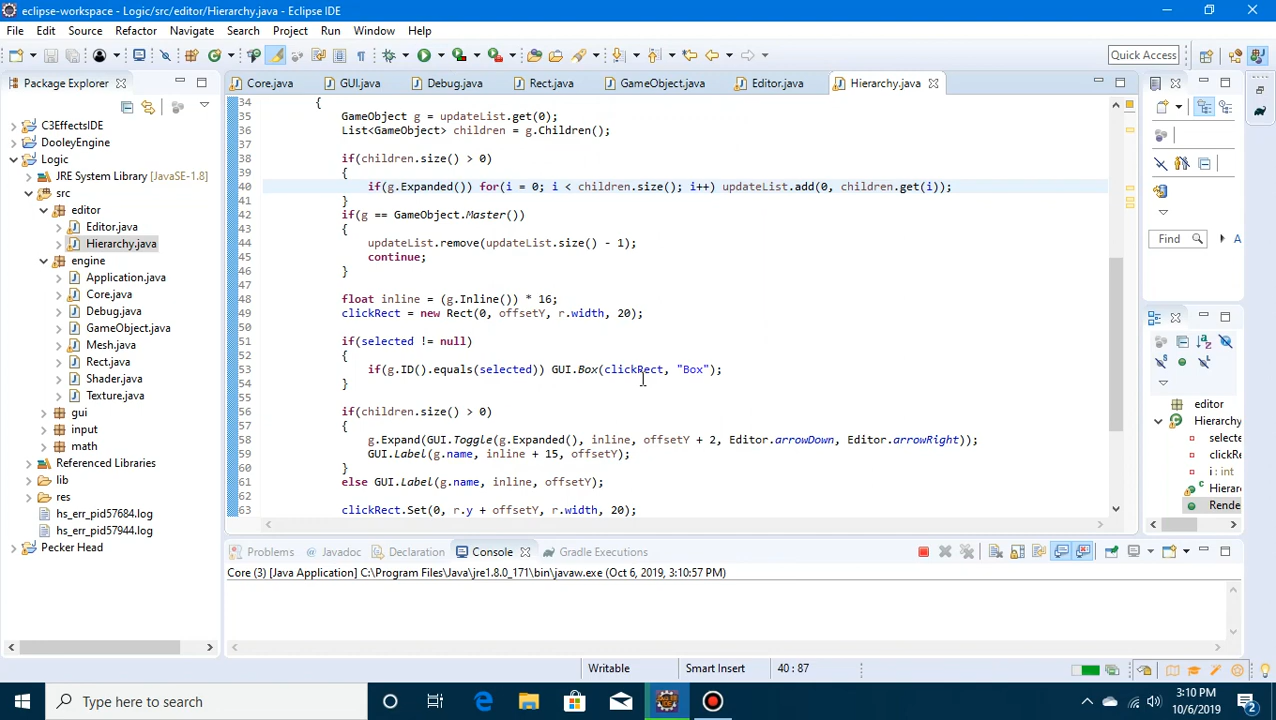 eclipse-workspace - Logic/src/editor/Hierarchy.java - Eclipse IDE
File Edit Source Refactor Navigate Search Project Run Window Help
Quick Access
Package Explorer
Core.java GUI.java Debug.java Rect.java GameObject.java Editor.java Hierarchy.java
C3EffectsIDE
DooleyEngine
Logic
JRE System Library [JavaSE-1.8]
src
editor
Editor.java
Hierarchy.java
engine
Application.java
Core.java
Debug.java
GameObject.java
Mesh.java
Rect.java
Shader.java
Texture.java
gui
input
math
Referenced Libraries
lib
res
hs_err_pid57684.log
hs_err_pid57944.log
Pecker Head
34 {
35 GameObject g = updateList.get(0);
36 List<GameObject> children = g.Children();
37
38 if(children.size() > 0)
39 {
40 if(g.Expanded()) for(i = 0; i < children.size(); i++) updateList.add(0, children.get(i));
41 }
42 if(g == GameObject.Master())
43 {
44 updateList.remove(updateList.size() - 1);
45 continue;
46 }
47
48 float inline = (g.Inline()) * 16;
49 clickRect = new Rect(0, offsetY, r.width, 20);
50
51 if(selected != null)
52 {
53 if(g.ID().equals(selected)) GUI.Box(clickRect, "Box");
54 }
55
56 if(children.size() > 0)
57 {
58 g.Expand(GUI.Toggle(g.Expanded(), inline, offsetY + 2, Editor.arrowDown, Editor.arrowRight));
59 GUI.Label(g.name, inline + 15, offsetY);
60 }
61 else GUI.Label(g.name, inline, offsetY);
62
63 clickRect.Set(0, r.y + offsetY, r.width, 20);
Find A
editor
Hierarchy
selecte
clickR
i : int
Hierar
Rende
Problems Javadoc Declaration Console Gradle Executions
Core (3) [Java Application] C:\Program Files\Java\jre1.8.0_171\bin\javaw.exe (Oct 6, 2019, 3:10:57 PM)
Writable Smart Insert 40 : 87
Type here to search
3:10 PM
10/6/2019
2